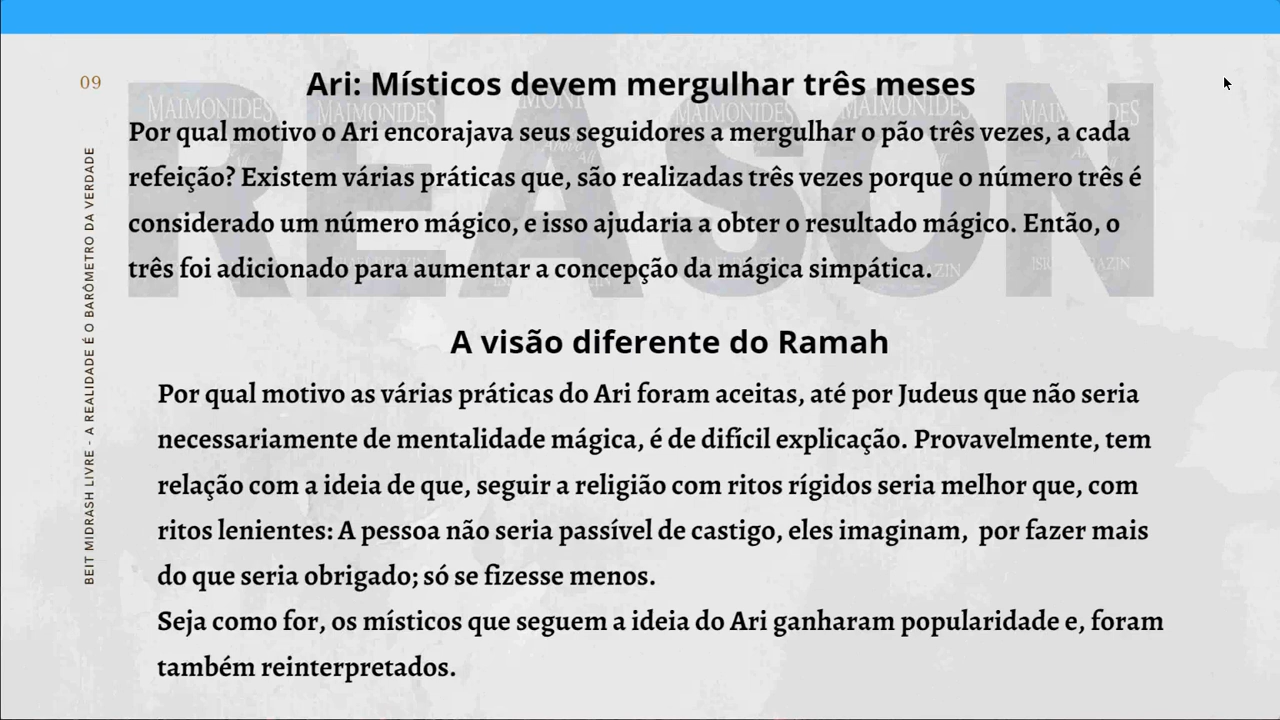 09
Ari: Místicos devem mergulhar três meses
Por qual motivo o Ari encorajava seus seguidores a mergulhar o pão três vezes, a cada
refeição? Existem várias práticas que, são realizadas três vezes porque o número três é
considerado um número mágico, e isso ajudaria a obter o resultado mágico. Então, o
três foi adicionado para aumentar a concepção da mágica simpática.
REASON
A visão diferente do Ramah
Por qual motivo as várias práticas do Ari foram aceitas, até por Judeus que não seria
necessariamente de mentalidade mágica, é de difícil explicação. Provavelmente, tem
relação com a ideia de que, seguir a religião com ritos rígidos seria melhor que, com
ritos lenientes: A pessoa não seria passível de castigo, eles imaginam,  por fazer mais
do que seria obrigado; só se fizesse menos.
Seja como for, os místicos que seguem a ideia do Ari ganharam popularidade e, foram
também reinterpretados.
BEIT MIDRASH LIVRE - A REALIDADE É O BARÔMETRO DA VERDADE
MAIMONIDES MAIMONIDES MAIMONIDES MAIMONIDES